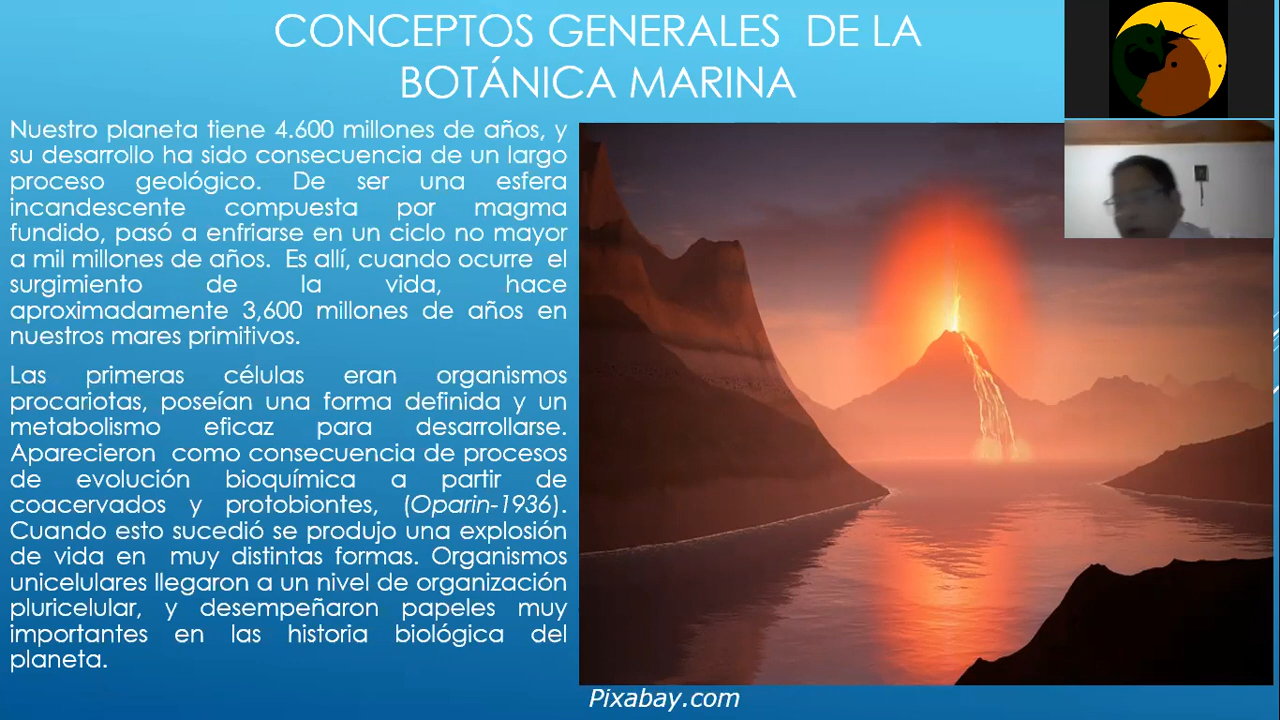 CONCEPTOS GENERALES DE LA
BOTÁNICA MARINA
Nuestro planeta tiene 4.600 millones de años, y
su desarrollo ha sido consecuencia de un largo
proceso geológico. De ser una esfera
incandescente compuesta por magma
fundido, pasó a enfriarse en un ciclo no mayor
a mil millones de años. Es allí, cuando ocurre el
surgimiento de la vida, hace
aproximadamente 3,600 millones de años en
nuestros mares primitivos.
Las primeras células eran organismos
procariotas, poseían una forma definida y un
metabolismo eficaz para desarrollarse.
Aparecieron como consecuencia de procesos
de evolución bioquímica a partir de
coacervados y protobiontes, (Oparin-1936).
Cuando esto sucedió se produjo una explosión
de vida en muy distintas formas. Organismos
unicelulares llegaron a un nivel de organización
pluricelular, y desempeñaron papeles muy
importantes en las historia biológica del
planeta.
Pixabay.com